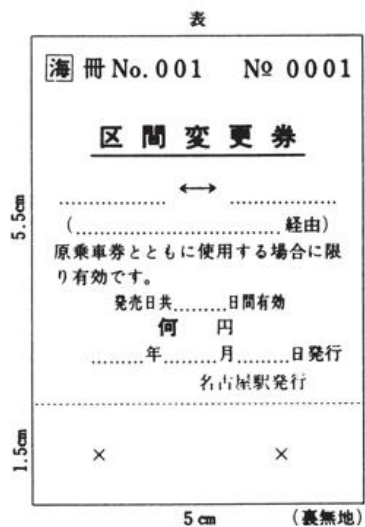 表
海 冊 No. 001 № 0001
区間変更券
.................. ↔ ..................
(.................................. 経由)
原乗車券とともに使用する場合に限
り有効です。
発売日共........日間有効
何 円
........年........月........日発行
名古屋駅発行
× ×
5.5cm
1.5cm
5cm
(裏無地)